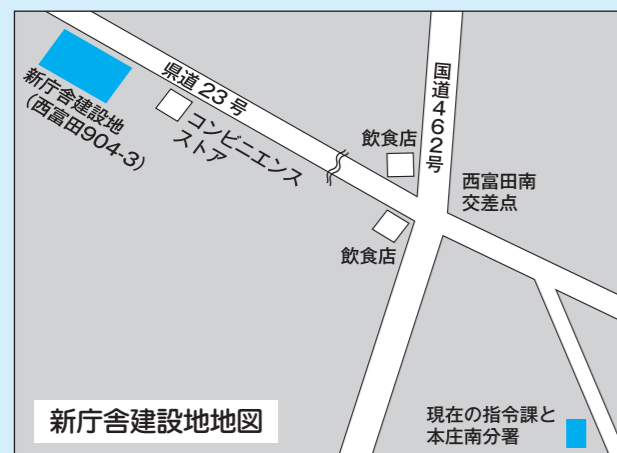 新庁舎建設地
（西富田904-3）
県道23号
コンビニエンス
ストア
飲食店
国道462号
西富田南
交差点
飲食店
現在の指令課と
本庄南分署
新庁舎建設地地図